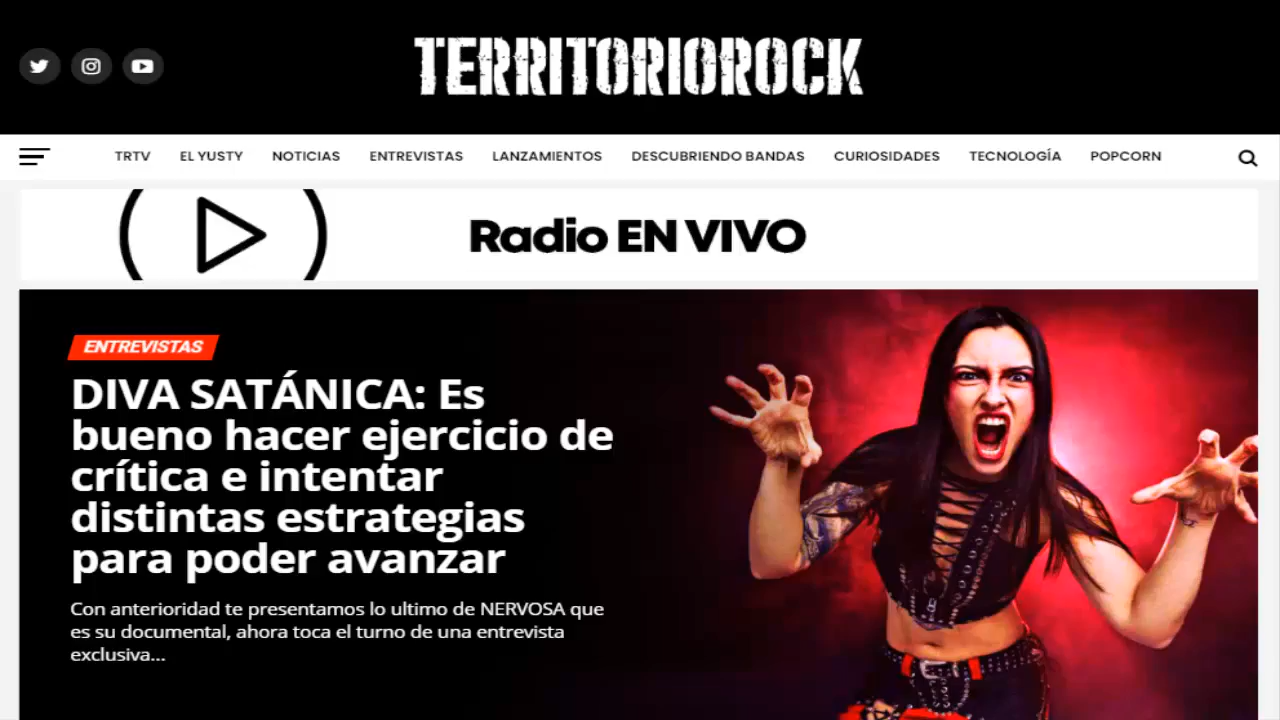 TERRITORIOROCK
TRTV EL YUSTY NOTICIAS ENTREVISTAS LANZAMIENTOS DESCUBRIENDO BANDAS CURIOSIDADES TECNOLOGÍA POPCORN
Radio EN VIVO
ENTREVISTAS
DIVA SATÁNICA: Es
bueno hacer ejercicio de
crítica e intentar
distintas estrategias
para poder avanzar
Con anterioridad te presentamos lo ultimo de NERVOSA que
es su documental, ahora toca el turno de una entrevista
exclusiva...